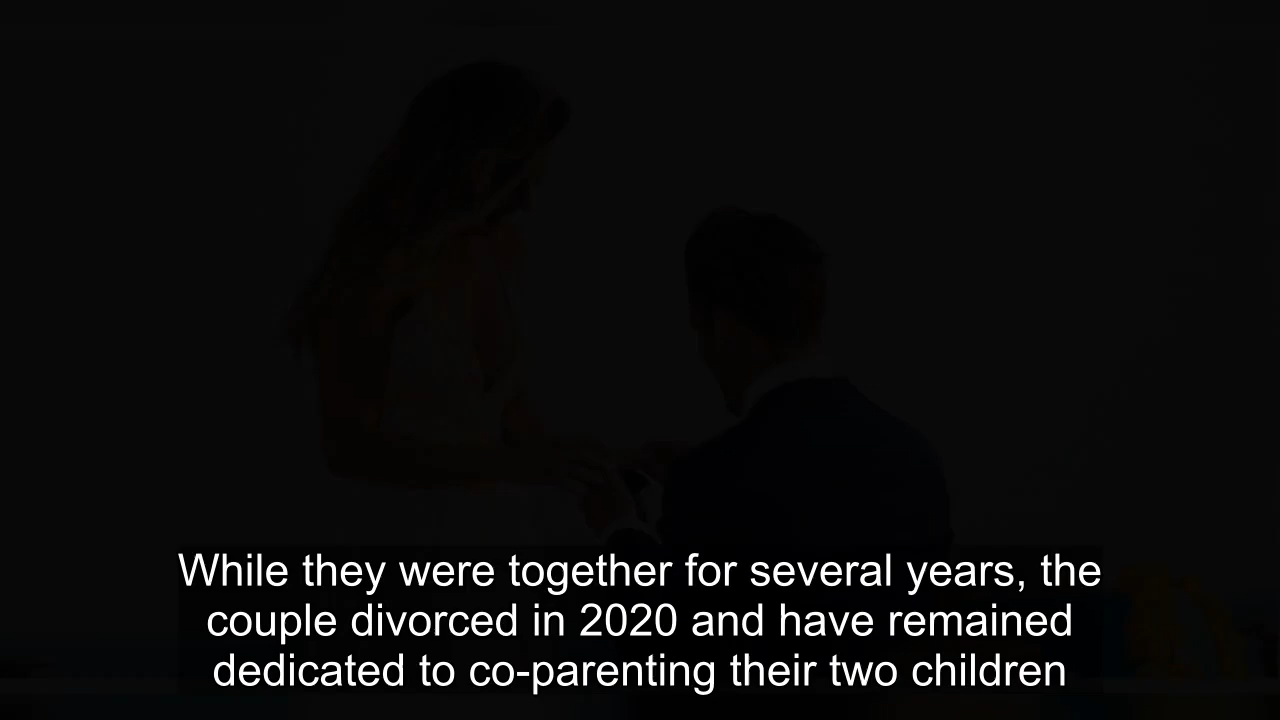 While they were together for several years, the
couple divorced in 2020 and have remained
dedicated to co-parenting their two children